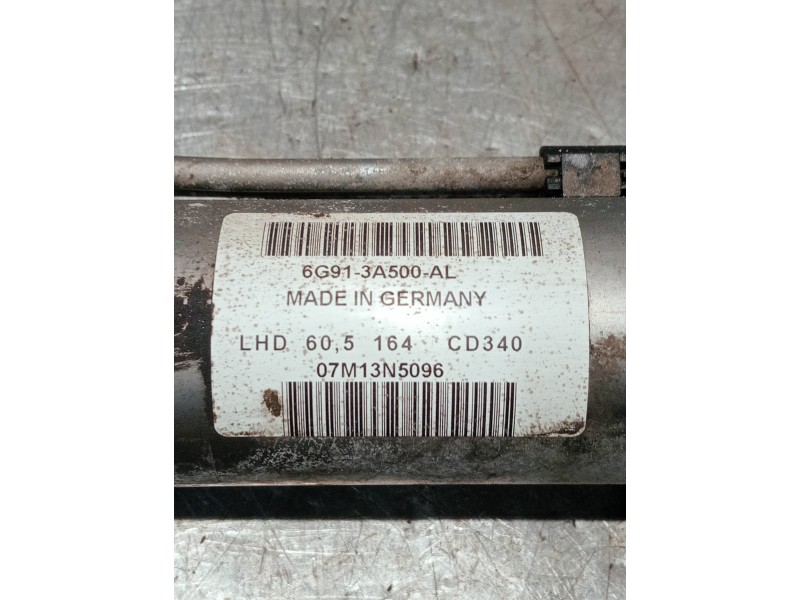 6G91-3A500-AL
MADE IN GERMANY
LHD 60,5 164 CD340
07M13N5096